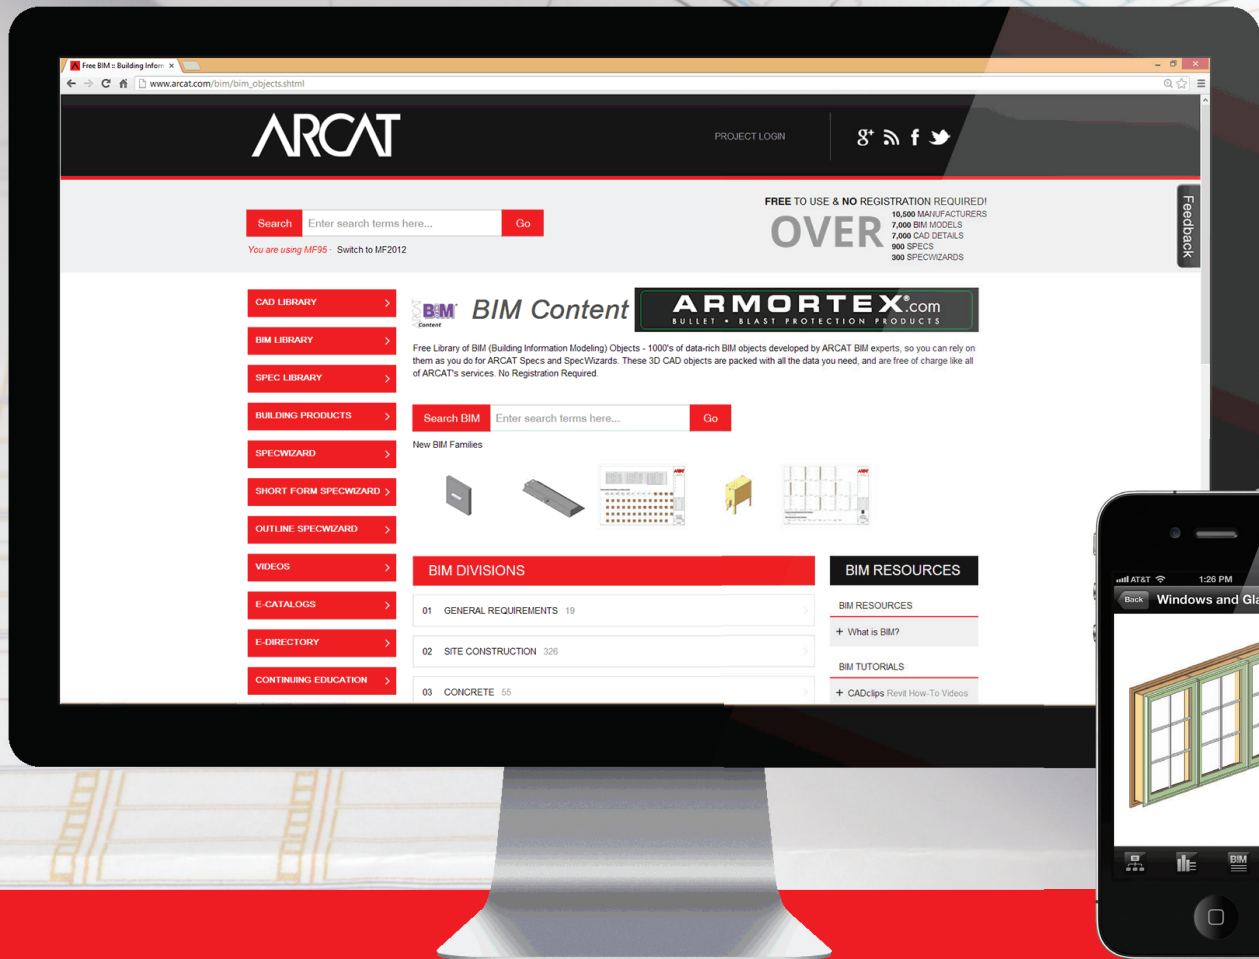 Free BIM :: Building Inform
www.arcat.com/bim/bim_objects.shtml
ARCAT
PROJECT LOGIN
FREE TO USE & NO REGISTRATION REQUIRED!
OVER
10,500 MANUFACTURERS
7,000 BIM MODELS
7,000 CAD DETAILS
900 SPECS
300 SPECWIZARDS
Feedback
Search
Enter search terms here...
Go
You are using MF95 - Switch to MF2012
CAD LIBRARY
BIM LIBRARY
SPEC LIBRARY
BUILDING PRODUCTS
SPECWIZARD
SHORT FORM SPECWIZARD
OUTLINE SPECWIZARD
VIDEOS
E-CATALOGS
E-DIRECTORY
CONTINUING EDUCATION
BIM
Content
BIM Content
ARMORTEX®.com
BULLET • BLAST PROTECTION PRODUCTS
Free Library of BIM (Building Information Modeling) Objects - 1000's of data-rich BIM objects developed by ARCAT BIM experts, so you can rely on
them as you do for ARCAT Specs and SpecWizards. These 3D CAD objects are packed with all the data you need, and are free of charge like all
of ARCAT's services. No Registration Required.
Search BIM
Enter search terms here...
Go
New BIM Families
BIM DIVISIONS
01 GENERAL REQUIREMENTS 19
02 SITE CONSTRUCTION 326
03 CONCRETE 55
BIM RESOURCES
BIM RESOURCES
+ What is BIM?
BIM TUTORIALS
+ CADclips Revit How-To Videos
AT&T
1:26 PM
Back
Windows and Gla
BIM